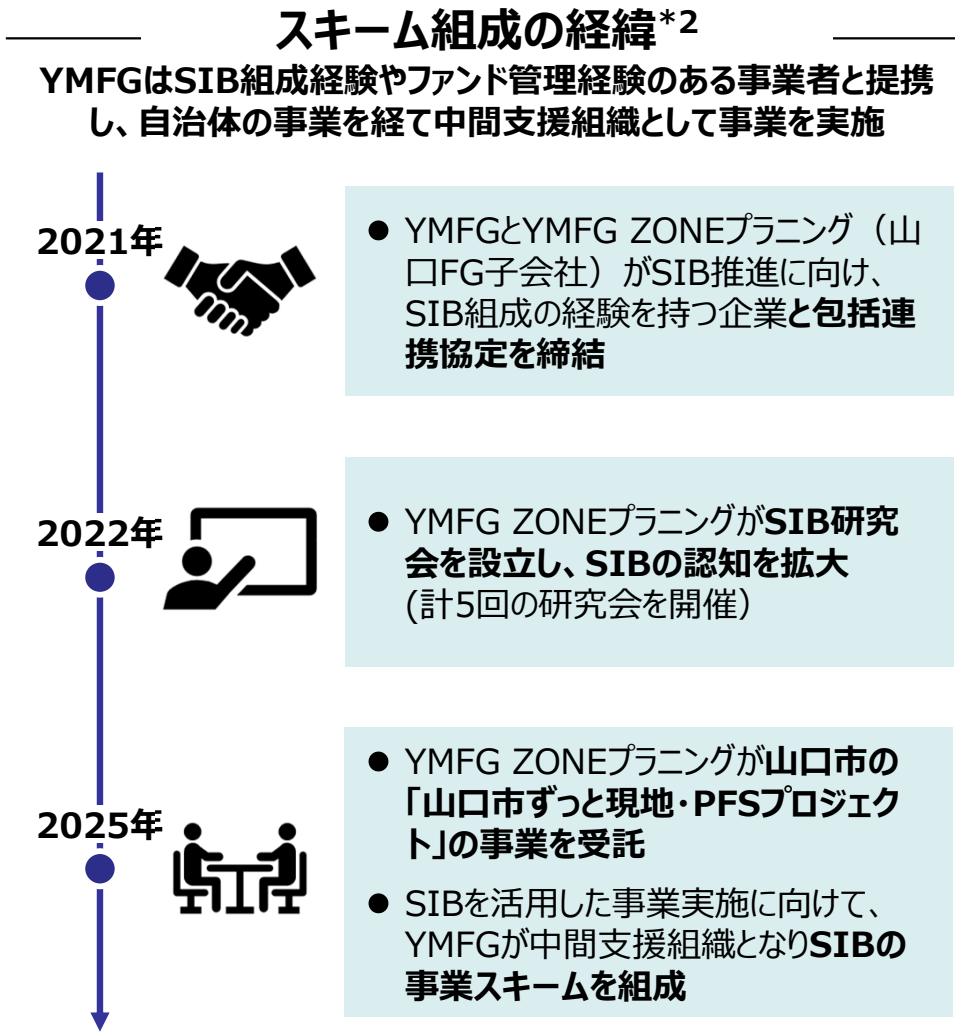 スキーム組成の経緯*2
YMFGはSIB組成経験やファンド管理経験のある事業者と提携
し、自治体の事業を経て中間支援組織として事業を実施
2021年
● YMFGとYMFG ZONEプラニング（山
口FG子会社）がSIB推進に向け、
SIB組成の経験を持つ企業と包括連
携協定を締結
2022年
● YMFG ZONEプラニングがSIB研究
会を設立し、SIBの認知を拡大
(計5回の研究会を開催）
2025年
● YMFG ZONEプラニングが山口市の
「山口市ずっと現地・PFSプロジェク
ト」の事業を受託
● SIBを活用した事業実施に向けて、
YMFGが中間支援組織となりSIBの
事業スキームを組成